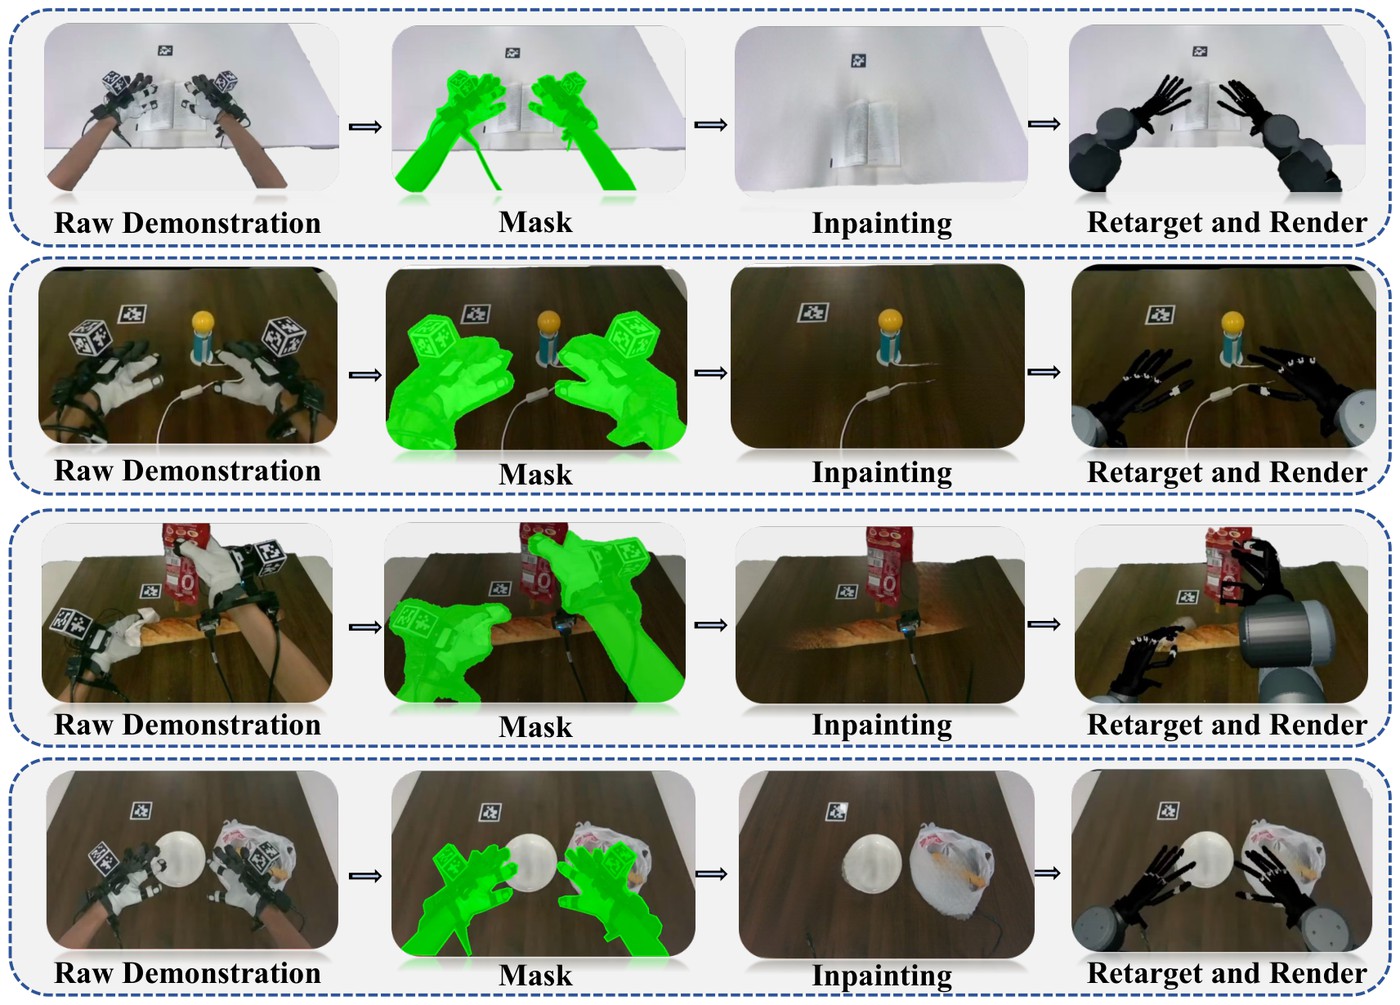 Raw Demonstration
Mask
Inpainting
Retarget and Render
Raw Demonstration
Mask
Inpainting
Retarget and Render
Raw Demonstration
Mask
Inpainting
Retarget and Render
Raw Demonstration
Mask
Inpainting
Retarget and Render